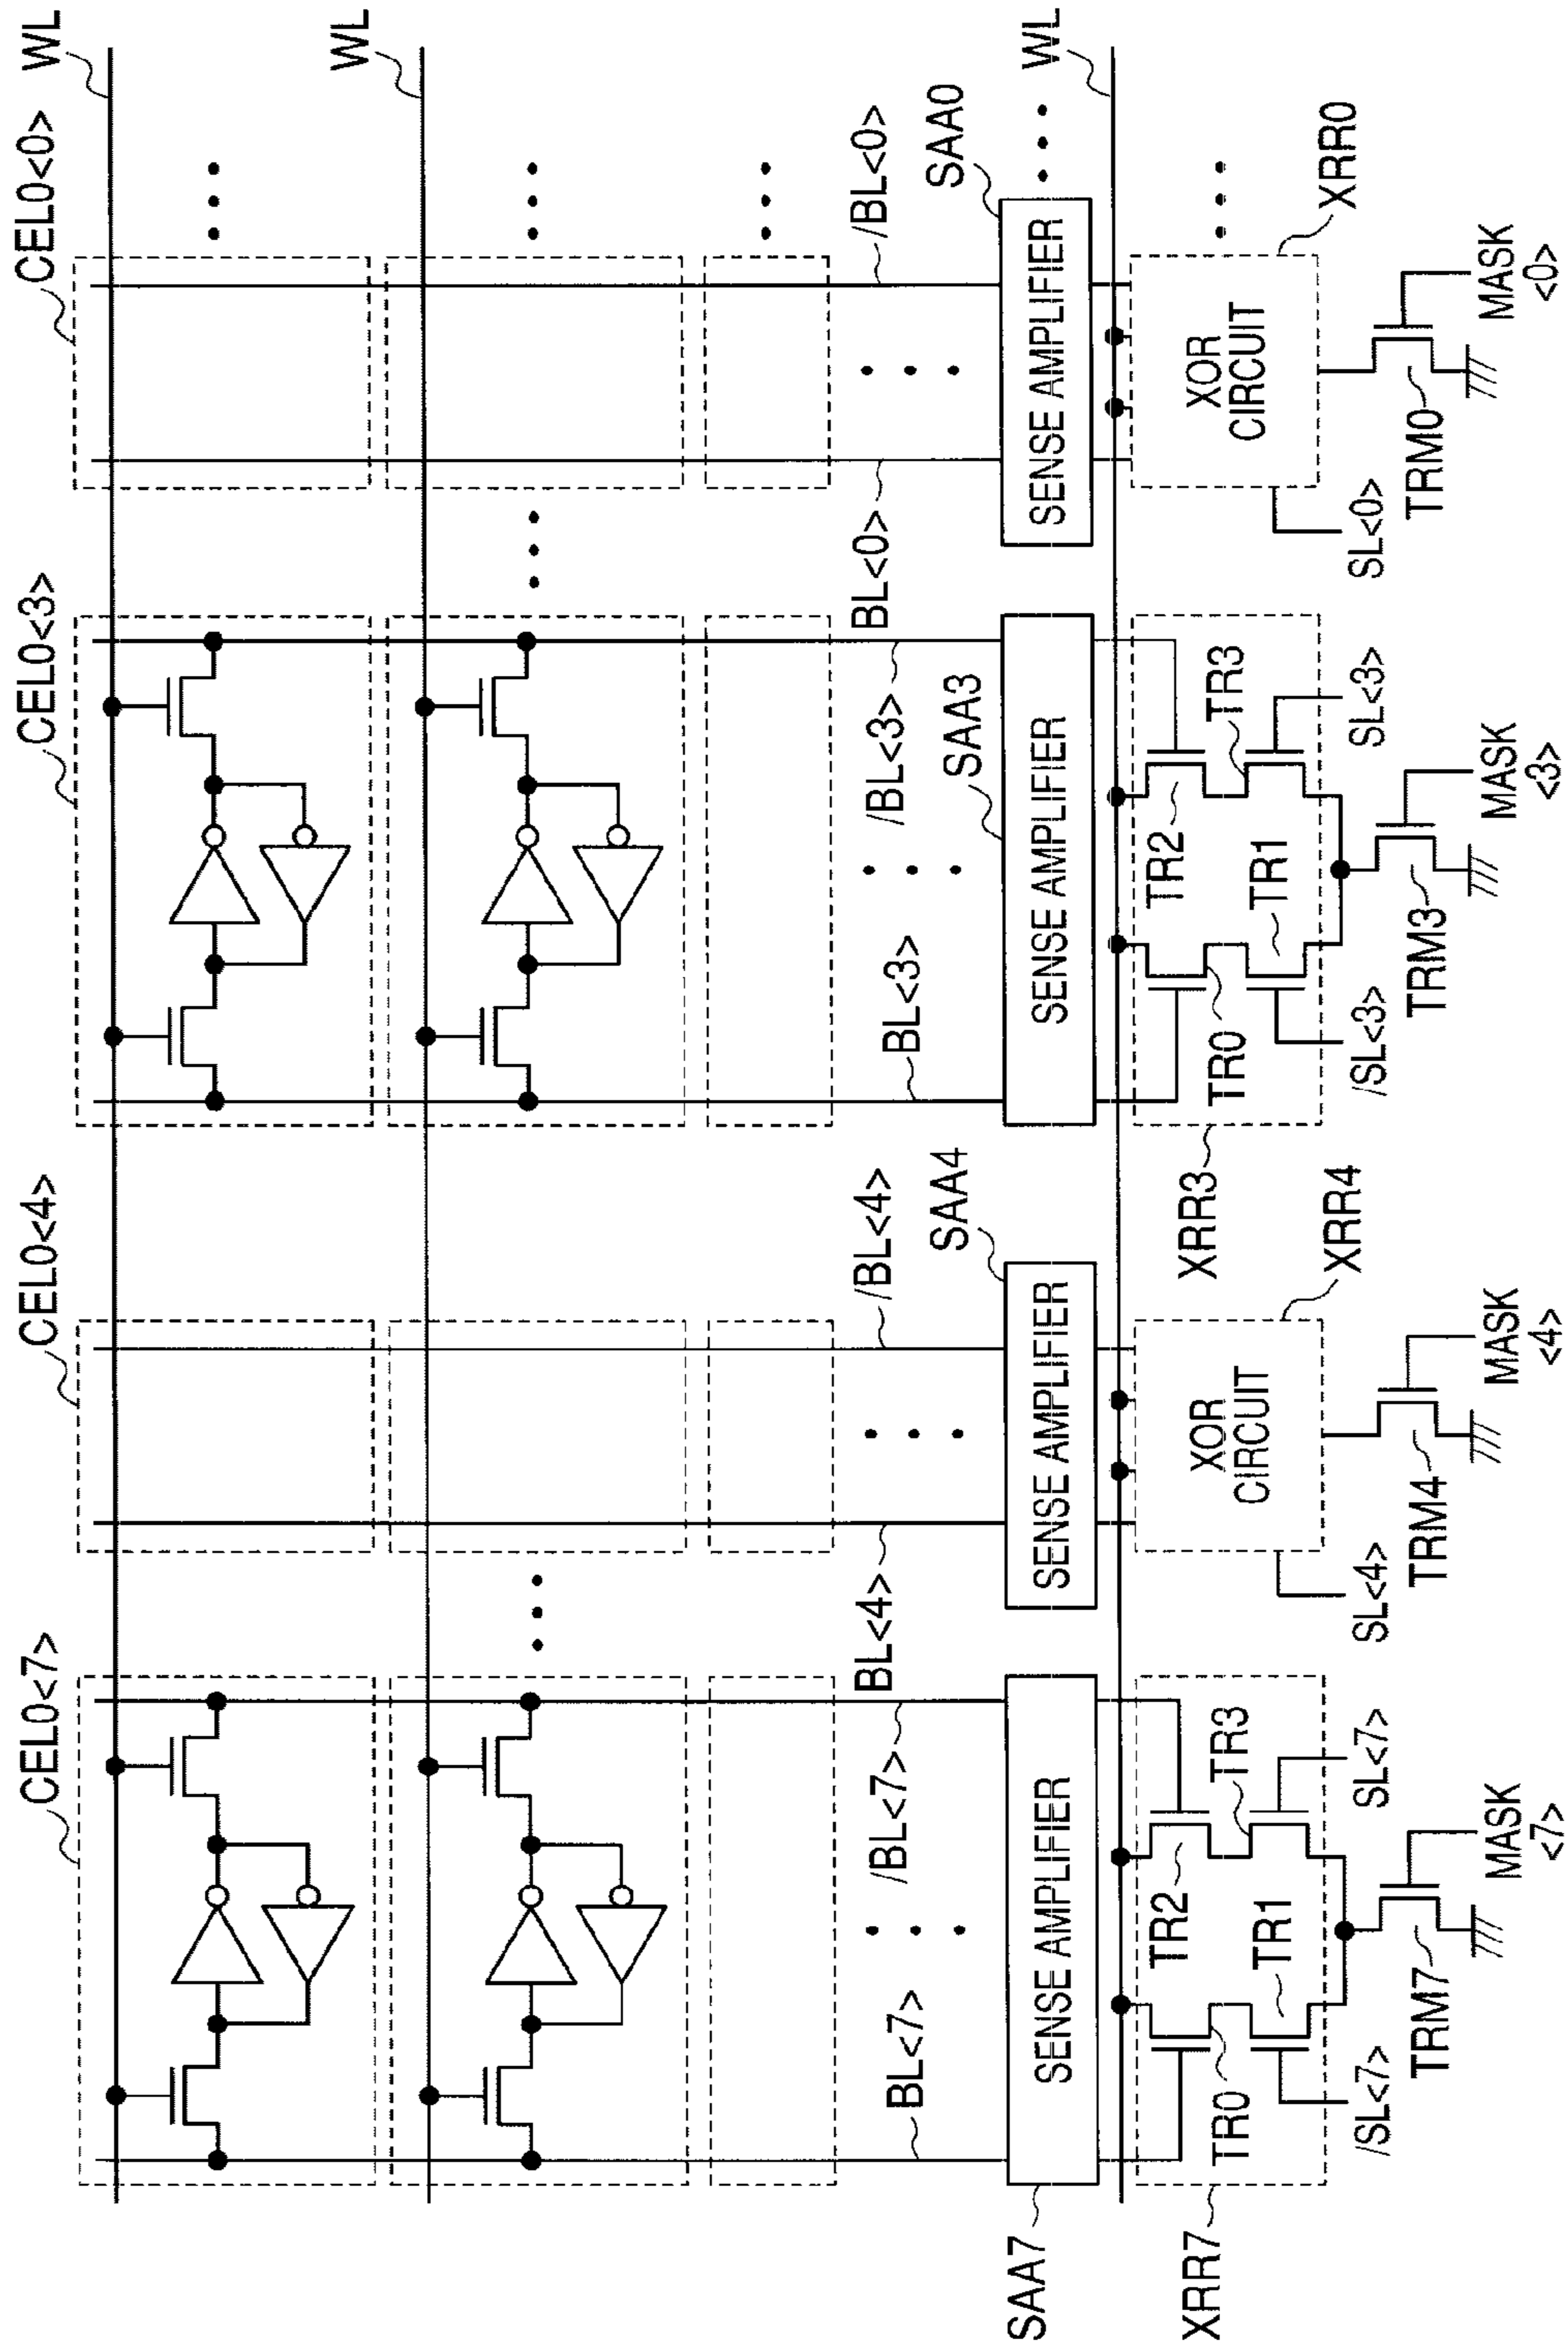 CEL0<7>
CEL0<4>
CEL0<3>
CEL0<0>
WL
WL
BL<7>
/BL<7>
BL<4>
/BL<4>
BL<3>
/BL<3>
BL<0>
/BL<0>
SAA7
SENSE AMPLIFIER
SAA4
SENSE AMPLIFIER
SAA3
SENSE AMPLIFIER
SAA0
SENSE AMPLIFIER
WL
XRR7
TR0
TR2
TR1
TR3
/SL<7>
SL<7>
TRM7
MASK
<7>
XRR4
XOR
CIRCUIT
SL<4>
TRM4
MASK
<4>
XRR3
TR0
TR2
TR1
TR3
/SL<3>
SL<3>
TRM3
MASK
<3>
XRR0
XOR
CIRCUIT
SL<0>
TRM0
MASK
<0>